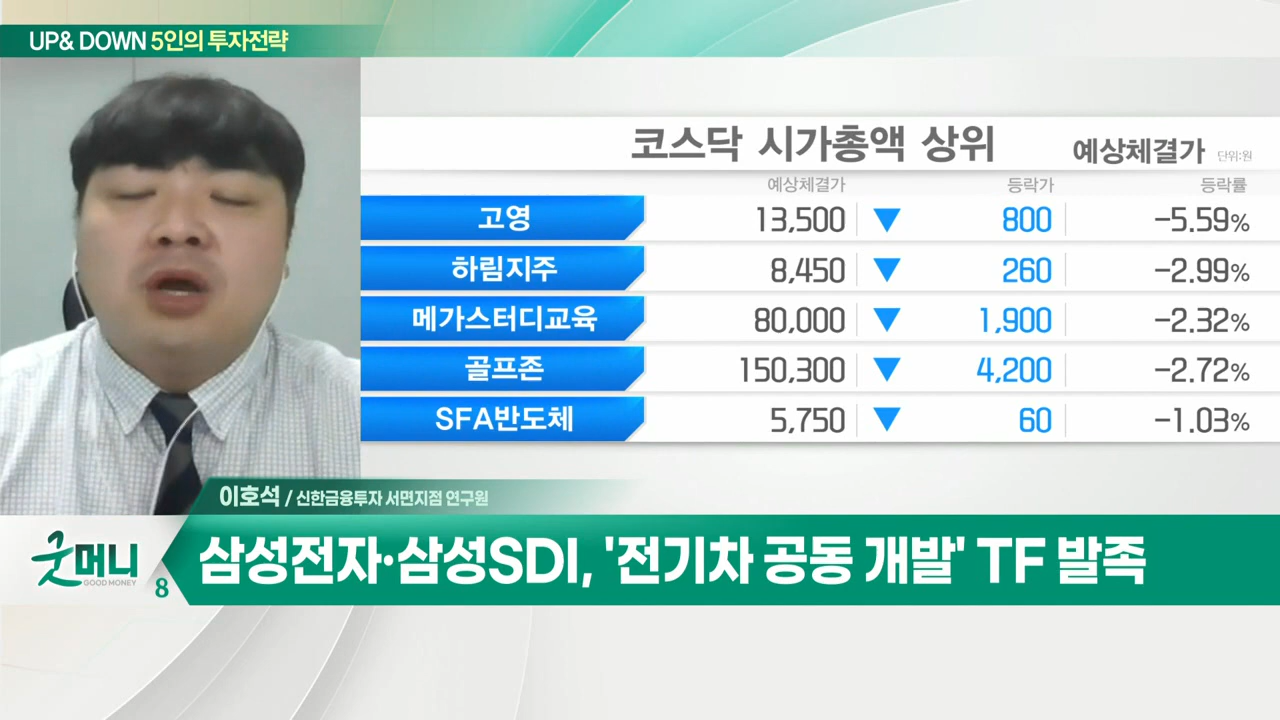 UP& DOWN 5인의 투자전략
코스닥 시가총액 상위 예상체결가 단위:원
예상체결가 등락가 등락률
고영 13,500 ▼ 800 -5.59%
하림지주 8,450 ▼ 260 -2.99%
메가스터디교육 80,000 ▼ 1,900 -2.32%
골프존 150,300 ▼ 4,200 -2.72%
SFA반도체 5,750 ▼ 60 -1.03%
이호석 / 신한금융투자 서면지점 연구원
굿머니
GOOD MONEY
8
삼성전자·삼성SDI, '전기차 공동 개발' TF 발족